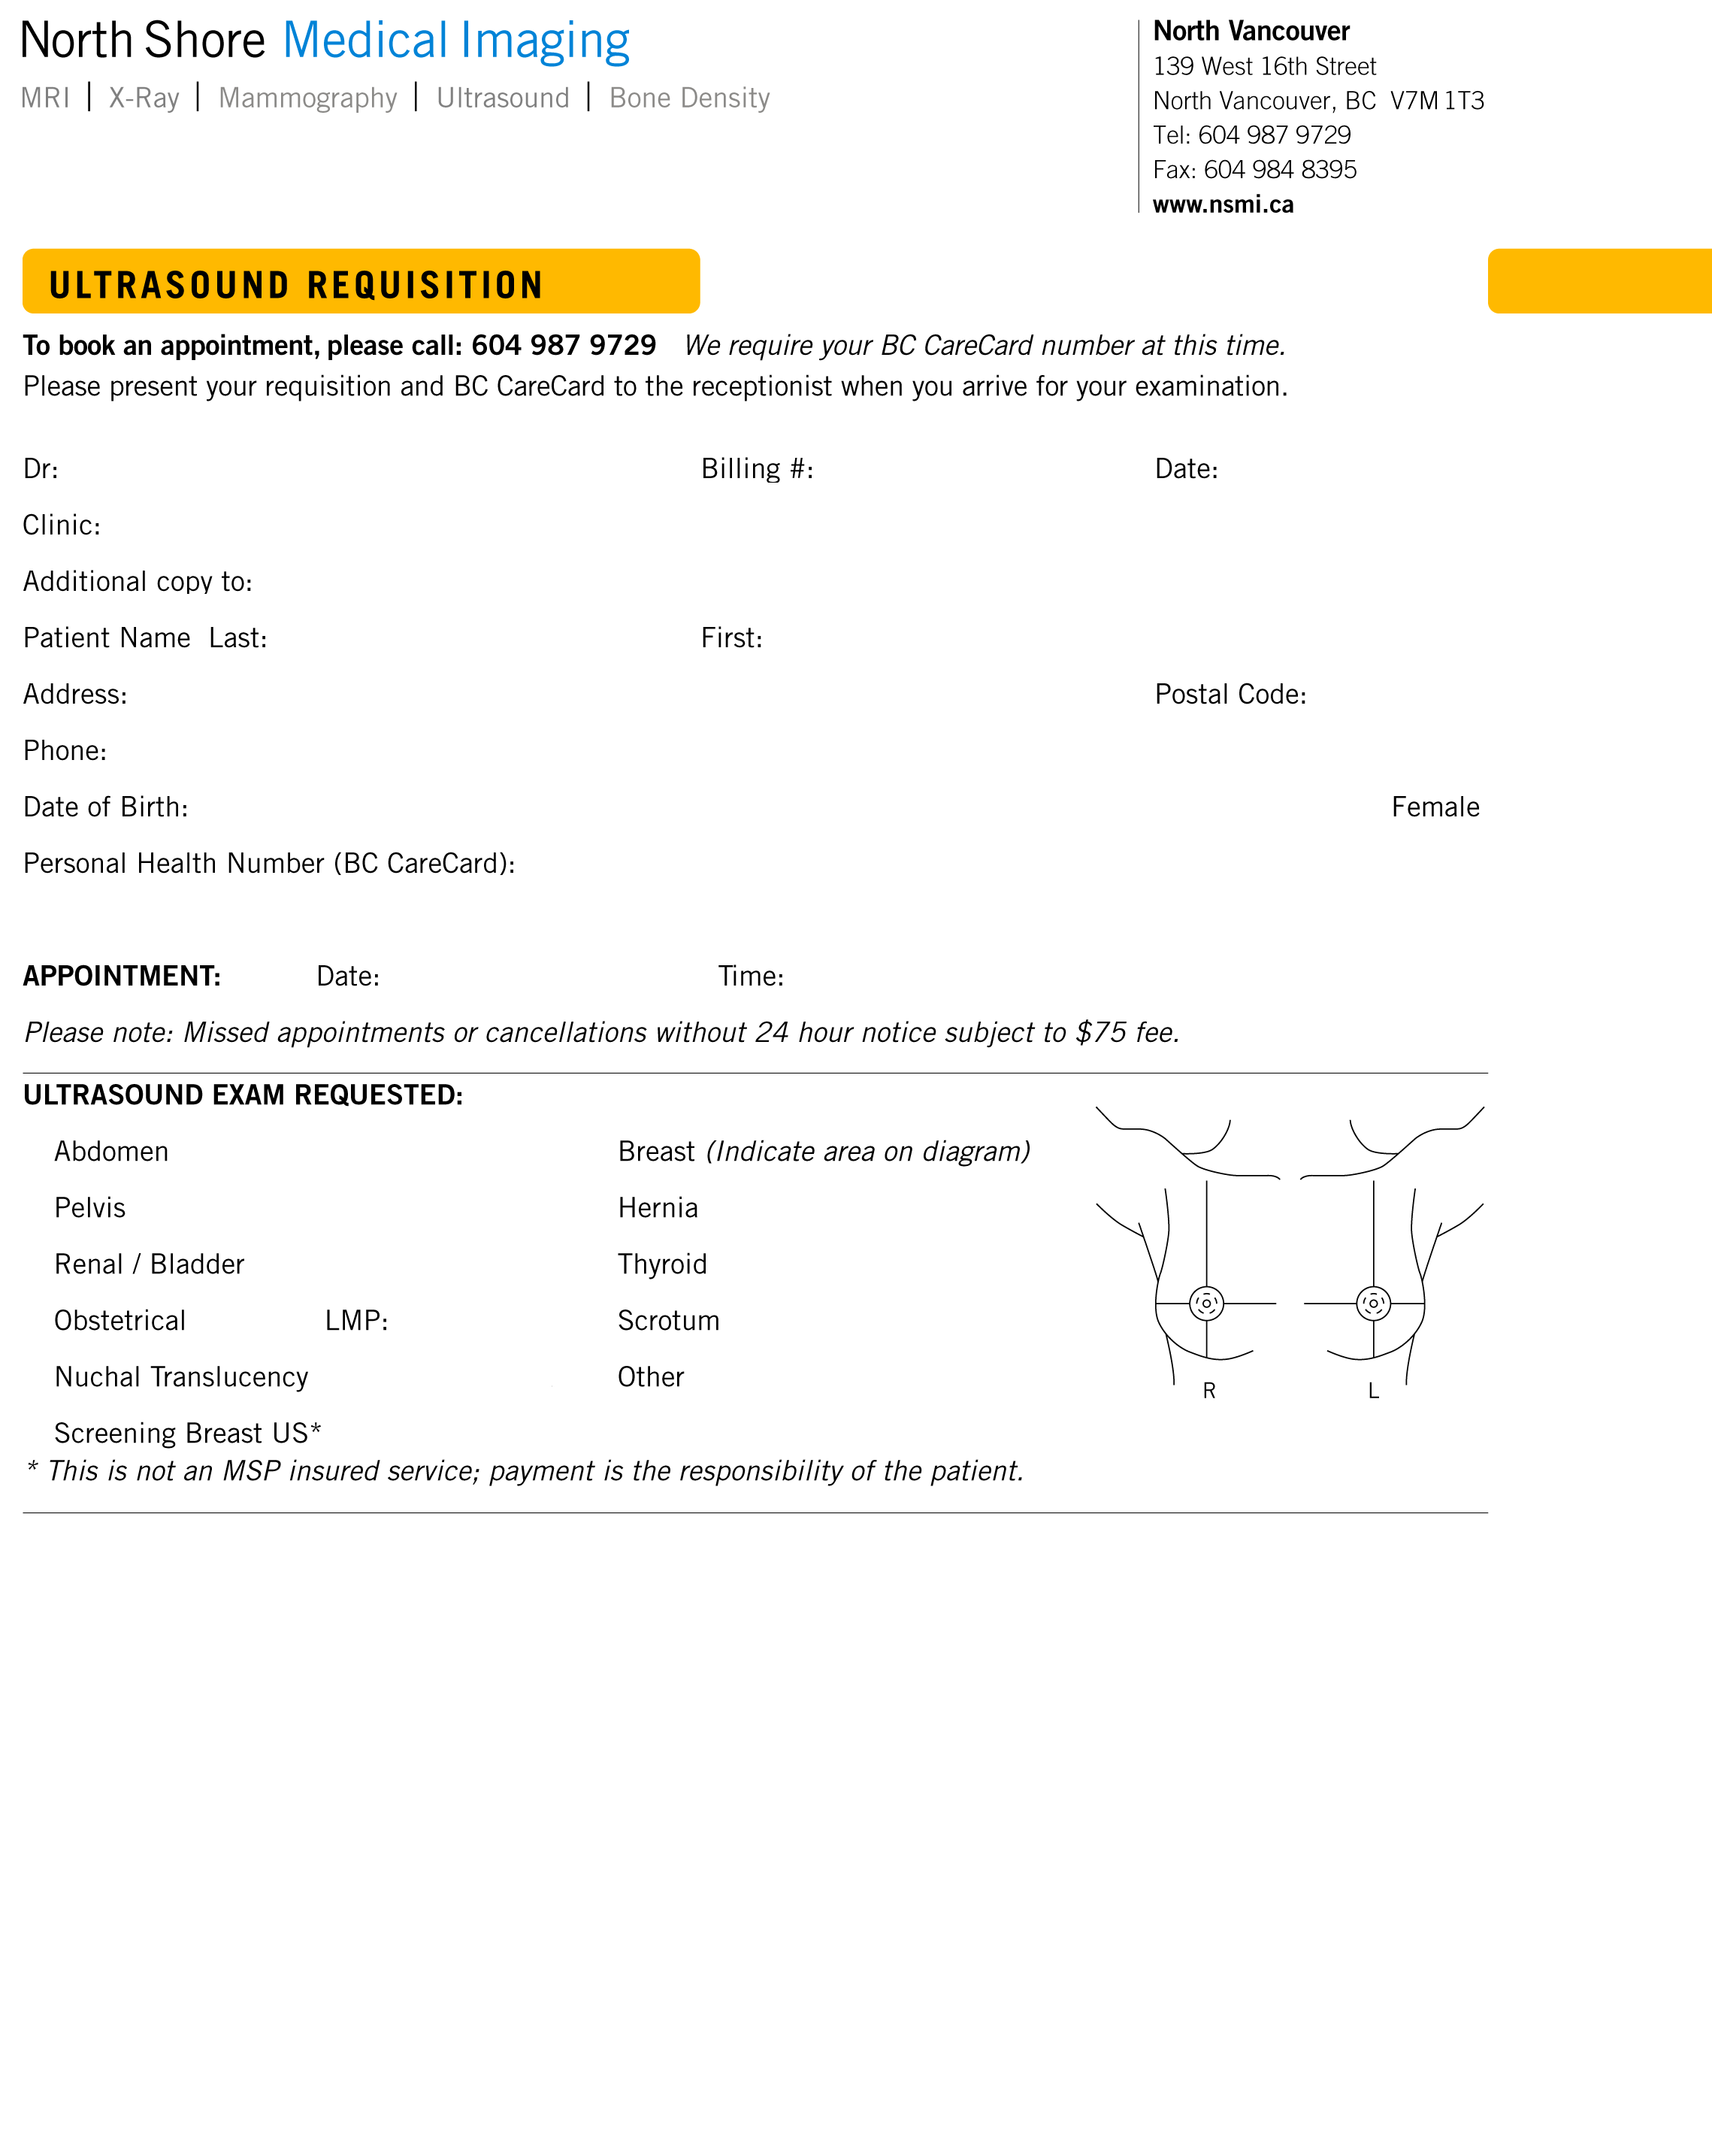 North Shore Medical Imaging
MRI | X-Ray | Mammography | Ultrasound | Bone Density
North Vancouver
139 West 16th Street
North Vancouver, BC V7M 1T3
Tel: 604 987 9729
Fax: 604 984 8395
www.nsmi.ca
ULTRASOUND REQUISITION
To book an appointment, please call: 604 987 9729 We require your BC CareCard number at this time.
Please present your requisition and BC CareCard to the receptionist when you arrive for your examination.
Dr: Billing #: Date:
Clinic:
Additional copy to:
Patient Name Last: First:
Address: Postal Code:
Phone:
Date of Birth: Female
Personal Health Number (BC CareCard):
APPOINTMENT: Date: Time:
Please note: Missed appointments or cancellations without 24 hour notice subject to $75 fee.
ULTRASOUND EXAM REQUESTED:
Abdomen Breast (Indicate area on diagram)
Pelvis Hernia
Renal / Bladder Thyroid
Obstetrical LMP: Scrotum
Nuchal Translucency Other
R L
Screening Breast US*
* This is not an MSP insured service; payment is the responsibility of the patient.